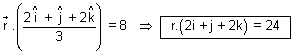 r⃗ . ( (2î + ĵ + 2k̂) / 3 ) = 8 ⇒ r.(2i + j + 2k) = 24